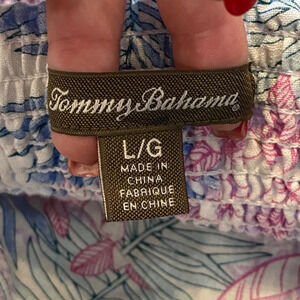 Tommy Bahama
L/G
MADE IN
CHINA
FABRIQUE
EN CHINE